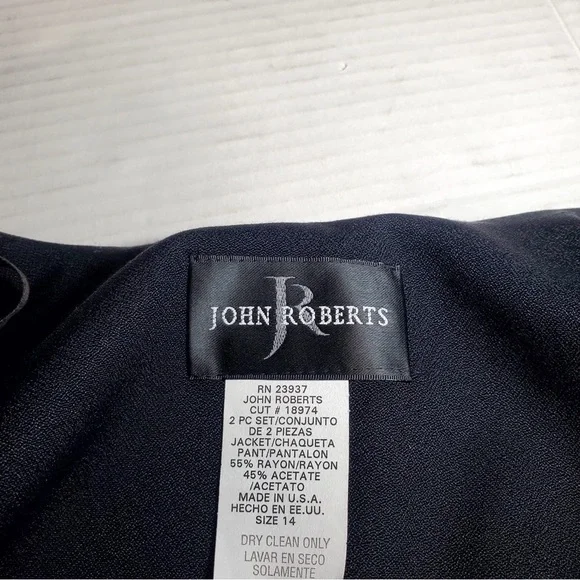 JR
JOHN ROBERTS
RN 23937
JOHN ROBERTS
CUT # 18974
2 PC SET/CONJUNTO
DE 2 PIEZAS
JACKET/CHAQUETA
PANT/PANTALON
55% RAYON/RAYON
45% ACETATE
/ACETATO
MADE IN U.S.A.
HECHO EN EE.UU.
SIZE 14
DRY CLEAN ONLY
LAVAR EN SECO
SOLAMENTE